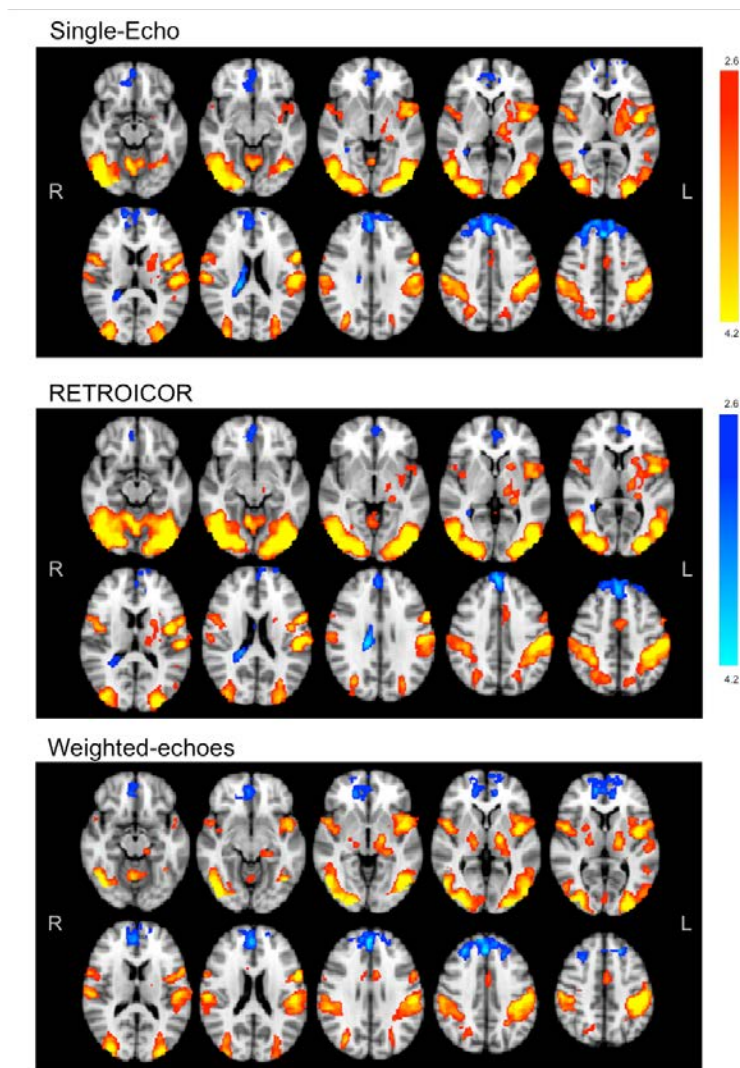 Single-Echo
2.6
R
L
4.2
RETROICOR
2.6
R
L
4.2
Weighted-echoes
R
L